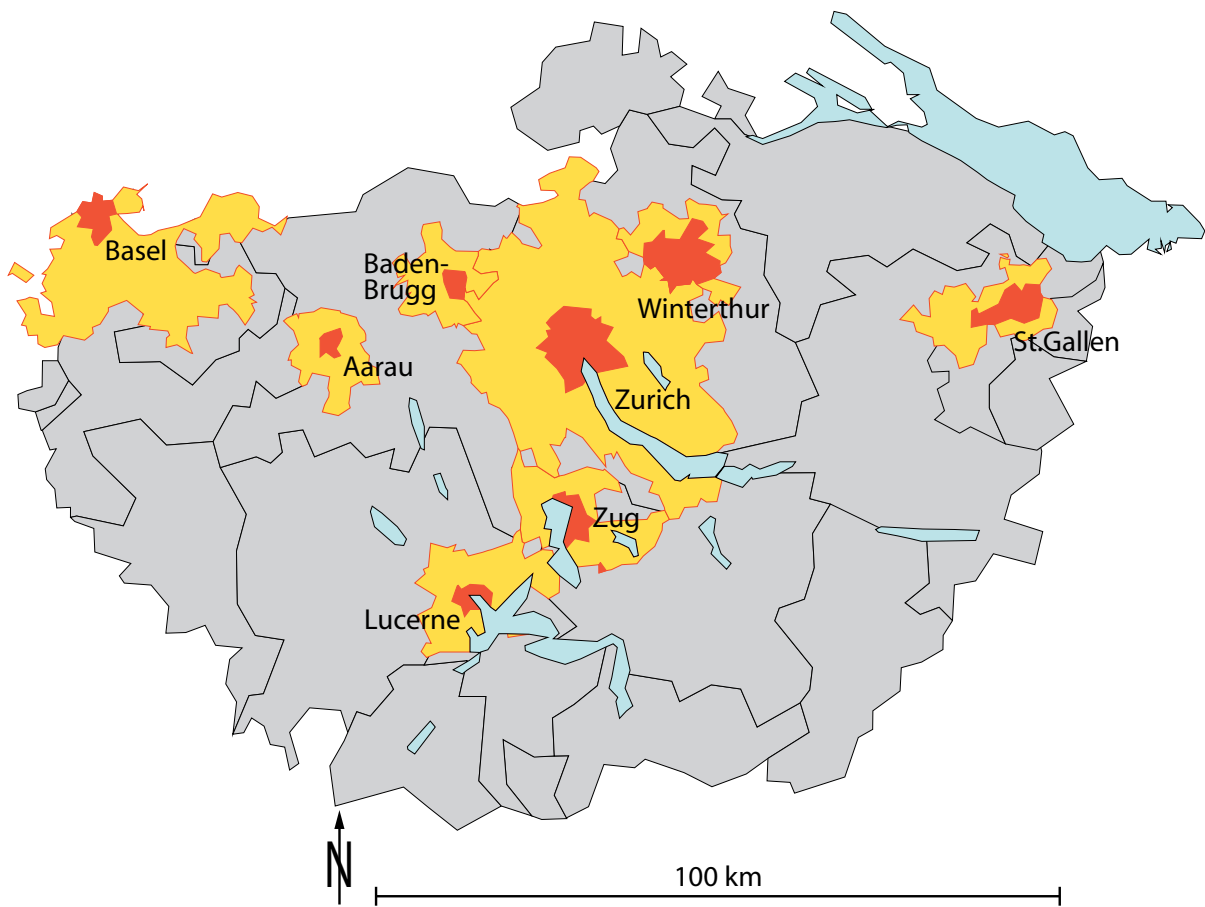 Basel
Baden-
Brugg
Winterthur
Aarau
St.Gallen
Zurich
Zug
Lucerne
N
100 km